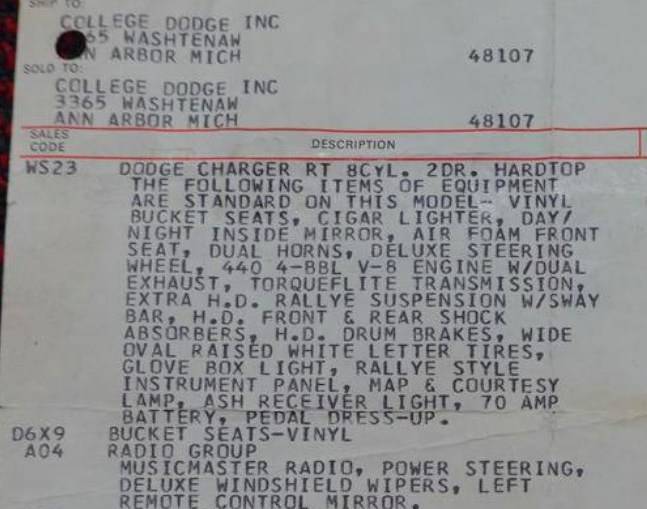 SHIP TO:
COLLEGE DODGE INC
65 WASHTENAW
N ARBOR MICH 48107
SOLD TO:
COLLEGE DODGE INC
3365 WASHTENAW
ANN ARBOR MICH 48107
SALES CODE DESCRIPTION
WS23 DODGE CHARGER RT 8CYL. 2DR. HARDTOP
THE FOLLOWING ITEMS OF EQUIPMENT
ARE STANDARD ON THIS MODEL- VINYL
BUCKET SEATS, CIGAR LIGHTER, DAY/
NIGHT INSIDE MIRROR, AIR FOAM FRONT
SEAT, DUAL HORNS, DELUXE STEERING
WHEEL, 440 4-BBL V-8 ENGINE W/DUAL
EXHAUST, TORQUEFLITE TRANSMISSION,
EXTRA H.D. RALLYE SUSPENSION W/SWAY
BAR, H.D. FRONT & REAR SHOCK
ABSORBERS, H.D. DRUM BRAKES, WIDE
OVAL RAISED WHITE LETTER TIRES,
GLOVE BOX LIGHT, RALLYE STYLE
INSTRUMENT PANEL, MAP & COURTESY
LAMP, ASH RECEIVER LIGHT, 70 AMP
BATTERY, PEDAL DRESS-UP.
D6X9 BUCKET SEATS-VINYL
A04 RADIO GROUP
MUSICMASTER RADIO, POWER STEERING,
DELUXE WINDSHIELD WIPERS, LEFT
REMOTE CONTROL MIRROR.